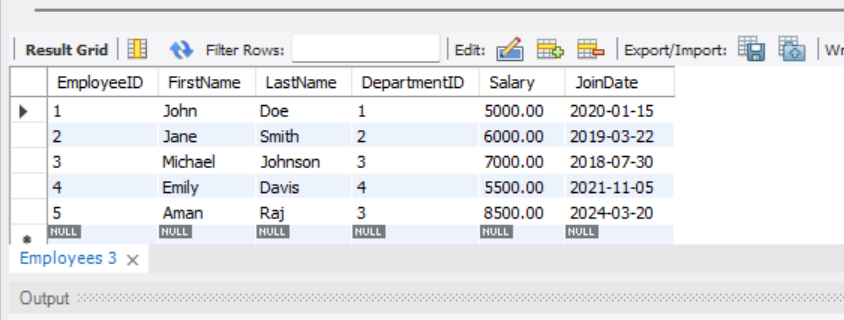 Result Grid Filter Rows: Edit: Export/Import:
EmployeeID FirstName LastName DepartmentID Salary JoinDate
1 John Doe 1 5000.00 2020-01-15
2 Jane Smith 2 6000.00 2019-03-22
3 Michael Johnson 3 7000.00 2018-07-30
4 Emily Davis 4 5500.00 2021-11-05
5 Aman Raj 3 8500.00 2024-03-20
NULL NULL NULL NULL NULL NULL
Employees 3
Output